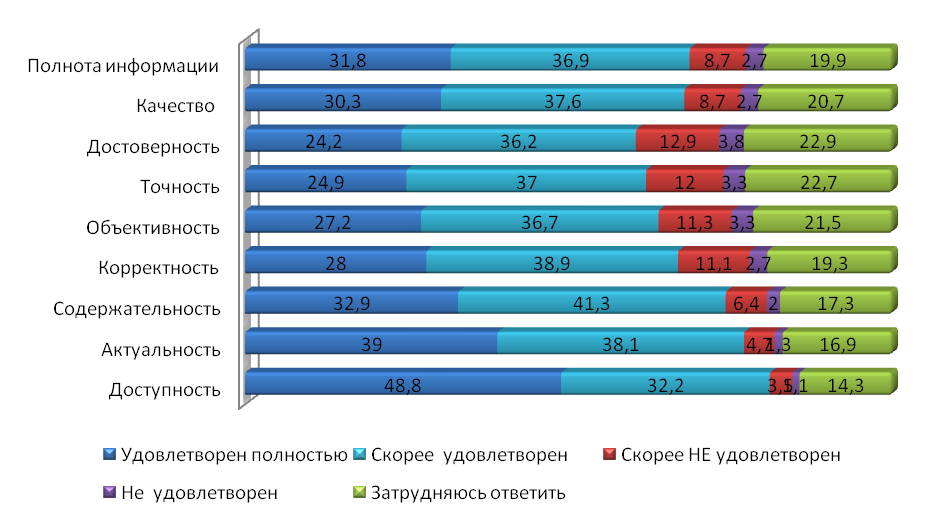 Полнота информации 31,8 36,9 8,7 2,7 19,9
Качество 30,3 37,6 8,7 2,7 20,7
Достоверность 24,2 36,2 12,9 3,8 22,9
Точность 24,9 37 12 3,3 22,7
Объективность 27,2 36,7 11,3 3,3 21,5
Корректность 28 38,9 11,1 2,7 19,3
Содержательность 32,9 41,3 6,4 2 17,3
Актуальность 39 38,1 4,7 1,3 16,9
Доступность 48,8 32,2 14,3
Удовлетворен полностью Скорее удовлетворен Скорее НЕ удовлетворен
Не удовлетворен Затрудняюсь ответить